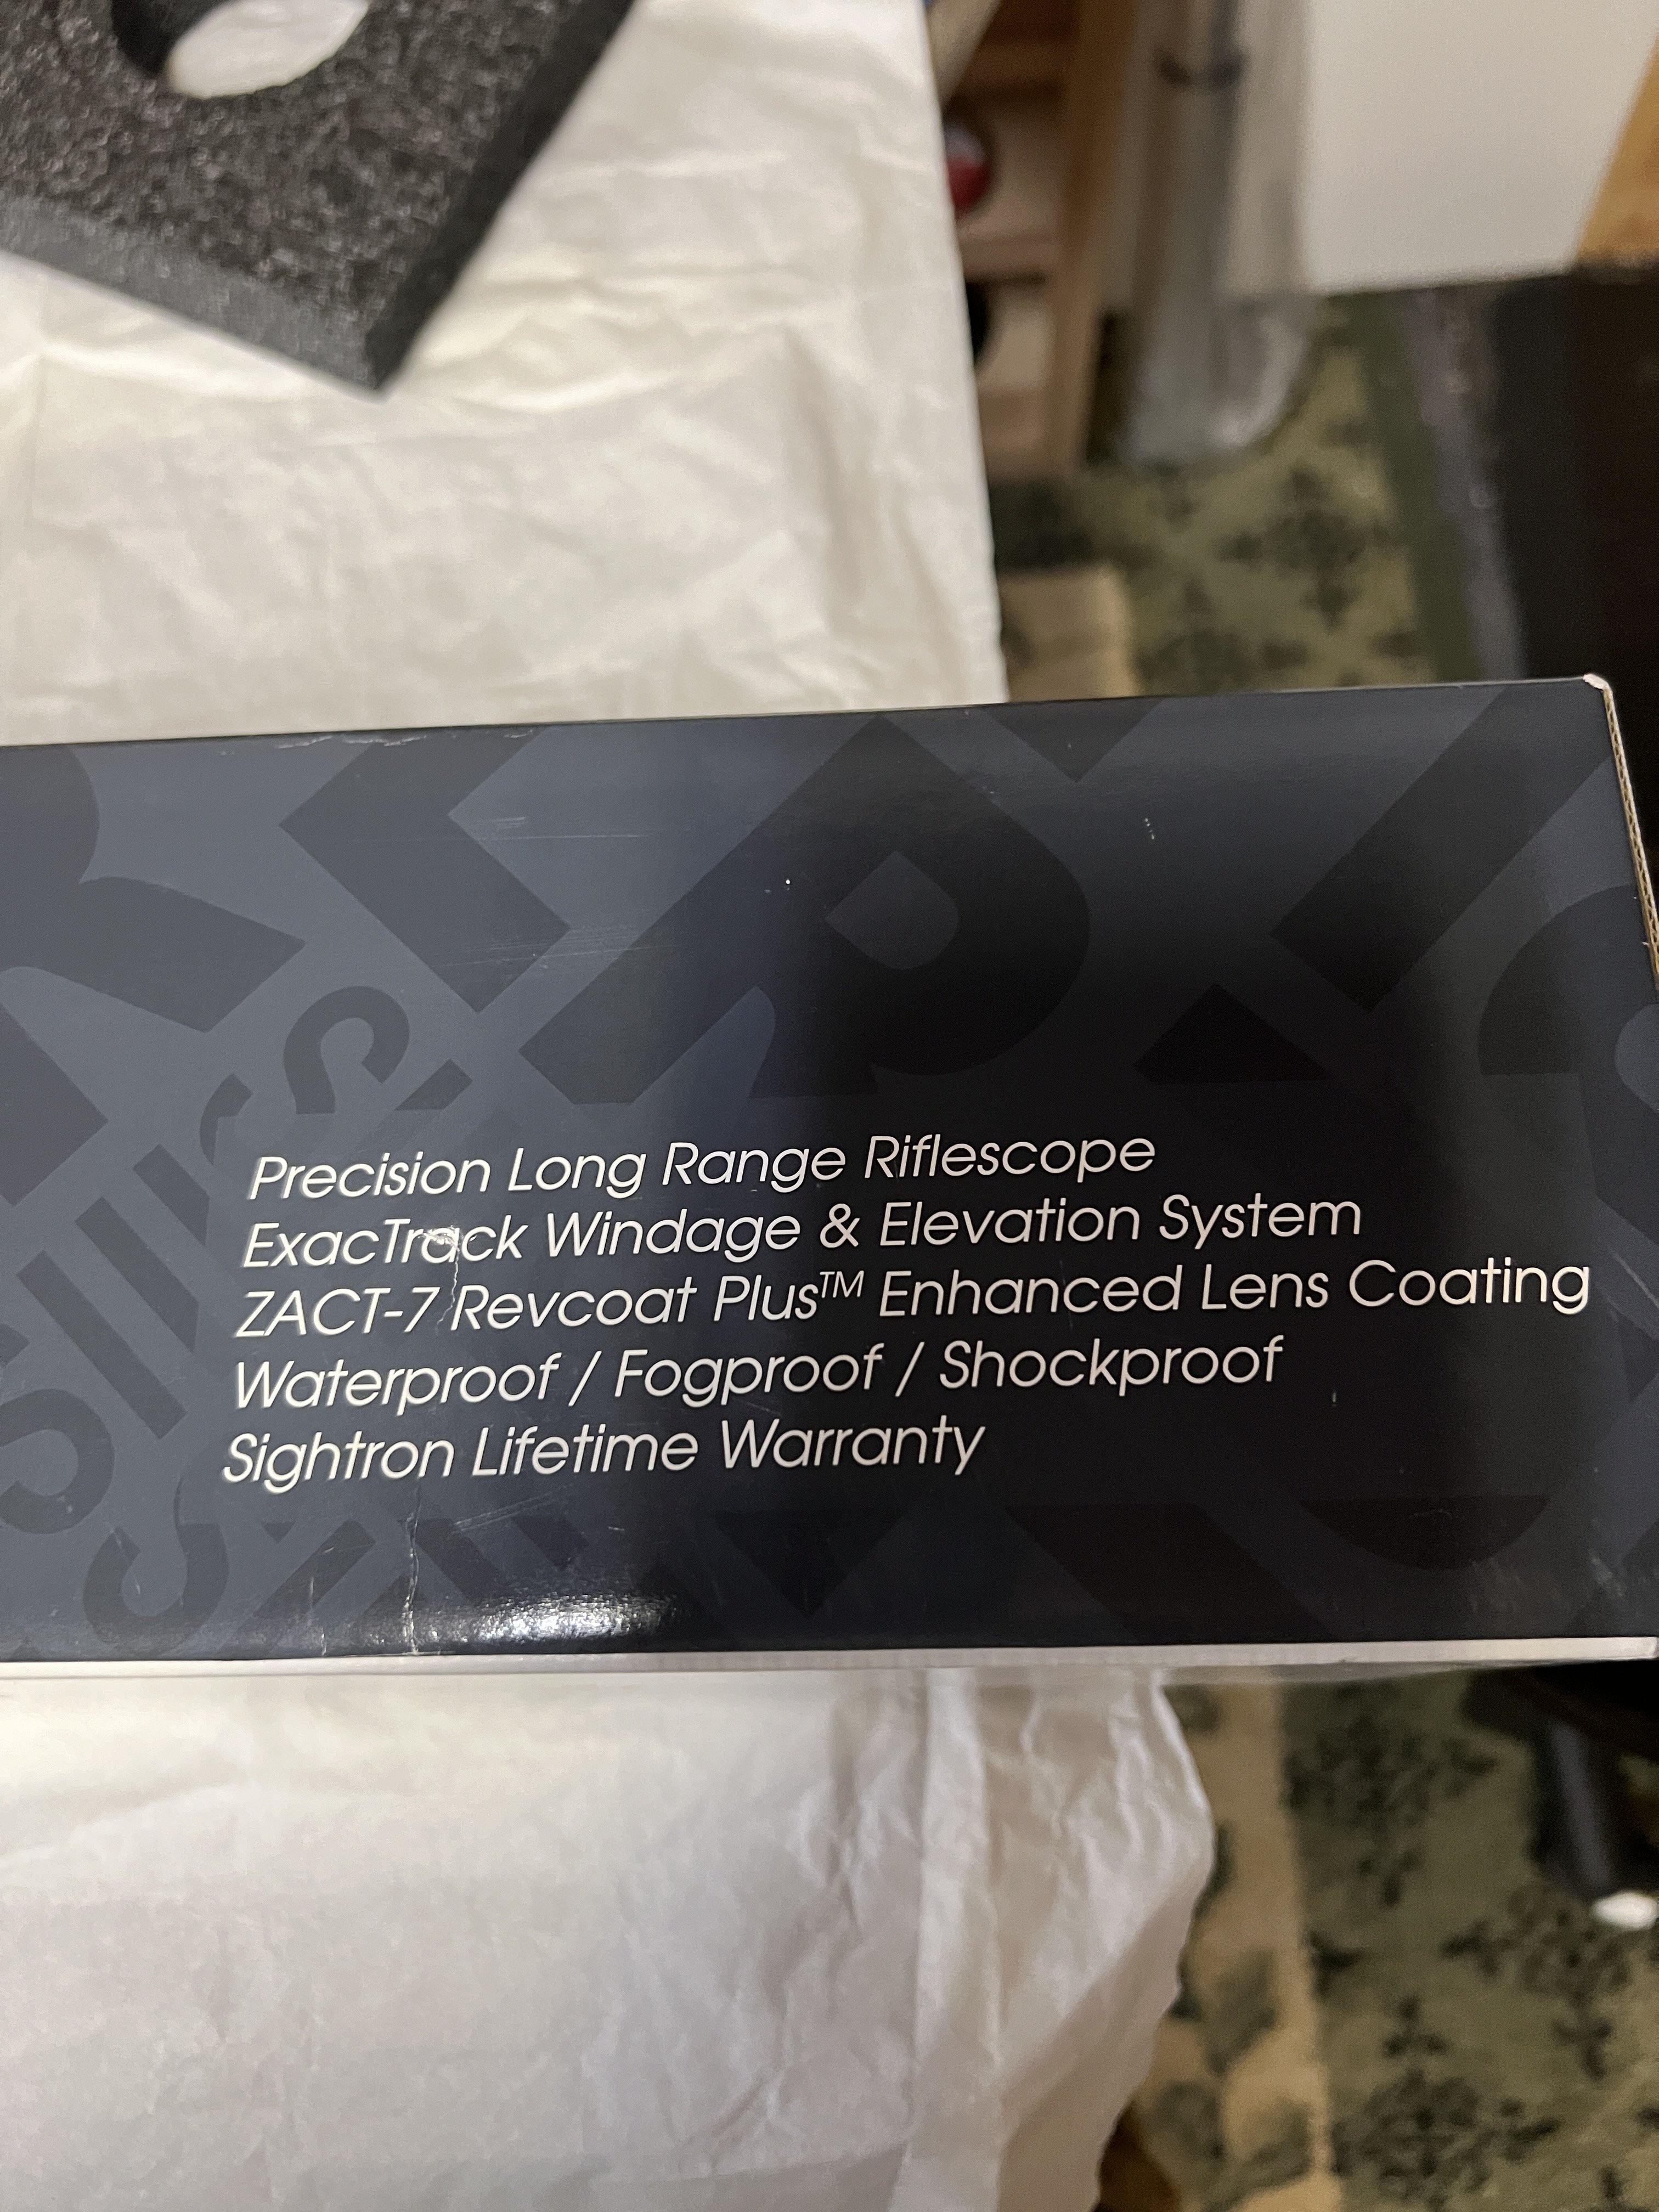 Precision Long Range Riflescope
ExacTrack Windage & Elevation System
ZACT-7 Revcoat Plus™ Enhanced Lens Coating
Waterproof / Fogproof / Shockproof
Sightron Lifetime Warranty